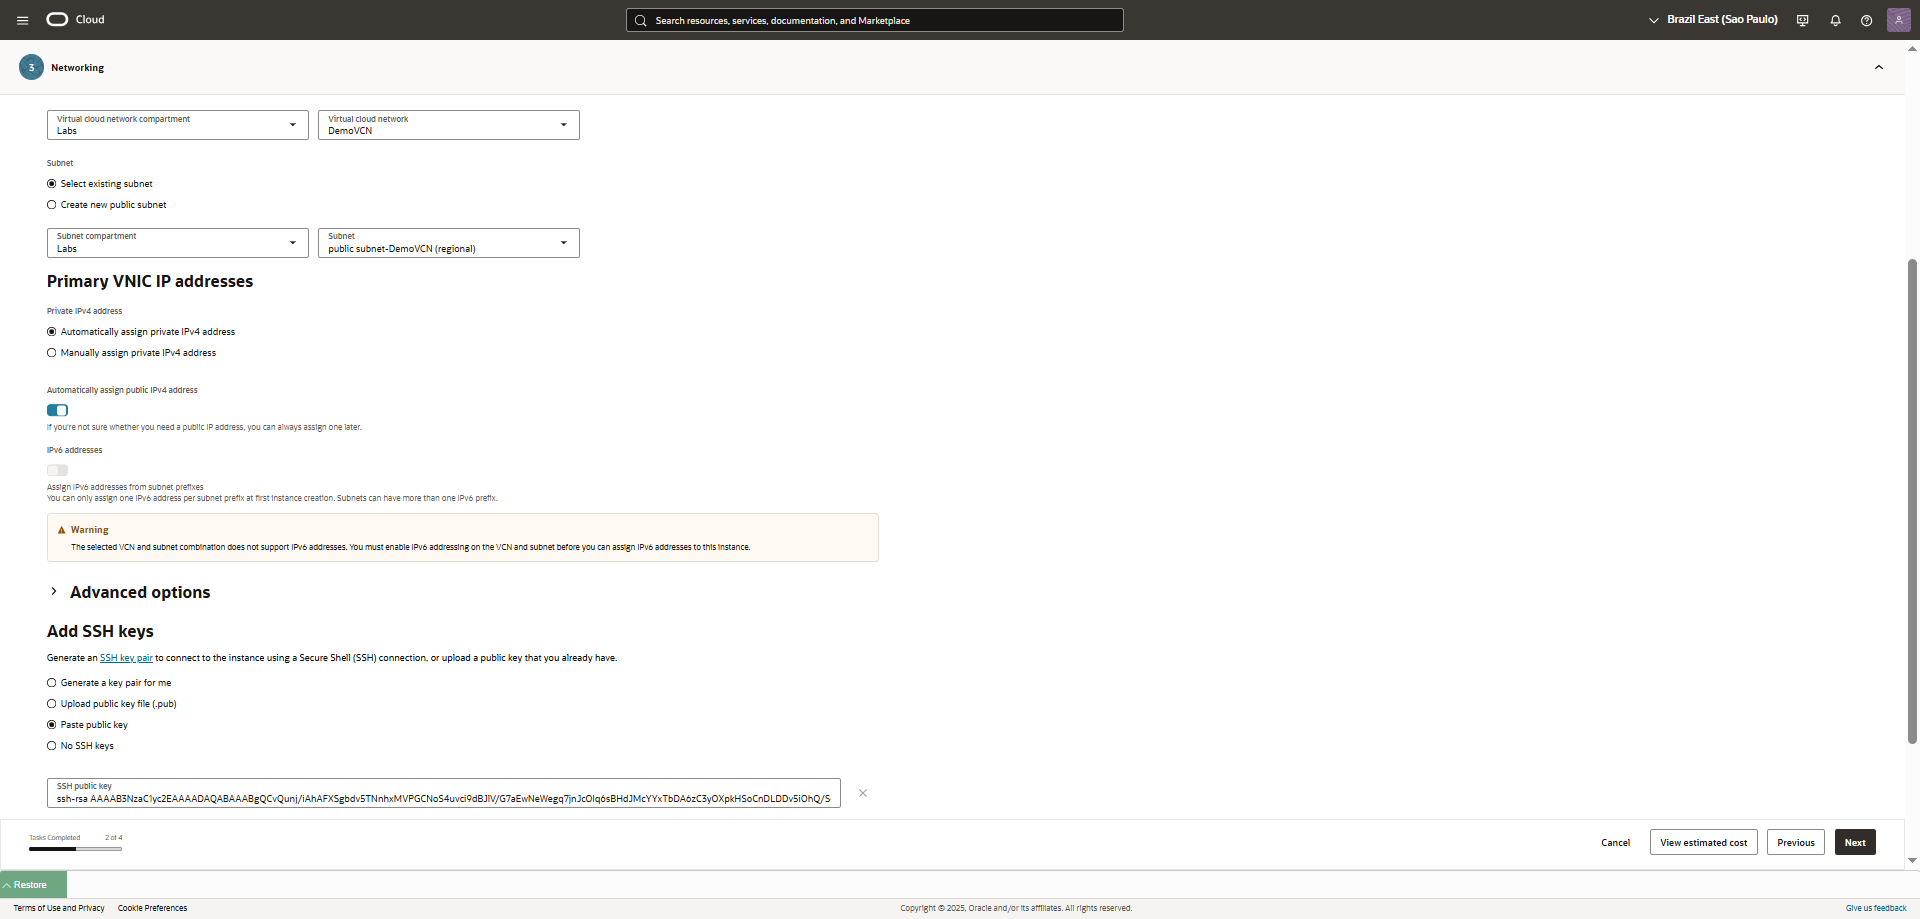 Cloud
Search resources, services, documentation, and Marketplace
Brazil East (Sao Paulo)
3 Networking
Virtual cloud network compartment
Labs
Virtual cloud network
DemoVCN
Subnet
Select existing subnet
Create new public subnet
Subnet compartment
Labs
Subnet
public subnet-DemoVCN (regional)
Primary VNIC IP addresses
Private IPv4 address
Automatically assign private IPv4 address
Manually assign private IPv4 address
Automatically assign public IPv4 address
If you're not sure whether you need a public IP address, you can always assign one later.
IPv6 addresses
Assign IPv6 addresses from subnet prefixes
You can only assign one IPv6 address per subnet prefix at first instance creation. Subnets can have more than one IPv6 prefix.
Warning
The selected VCN and subnet combination does not support IPv6 addresses. You must enable IPv6 addressing on the VCN and subnet before you can assign IPv6 addresses to this instance.
Advanced options
Add SSH keys
Generate an SSH key pair to connect to the instance using a Secure Shell (SSH) connection, or upload a public key that you already have.
Generate a key pair for me
Upload public key file (.pub)
Paste public key
No SSH keys
SSH public key
ssh-rsa
Tasks Completed 2 of 4
Cancel
View estimated cost
Previous
Next
Restore
Terms of Use and Privacy
Cookie Preferences
Copyright © 2025, Oracle and/or its affiliates. All rights reserved.
Give us feedback